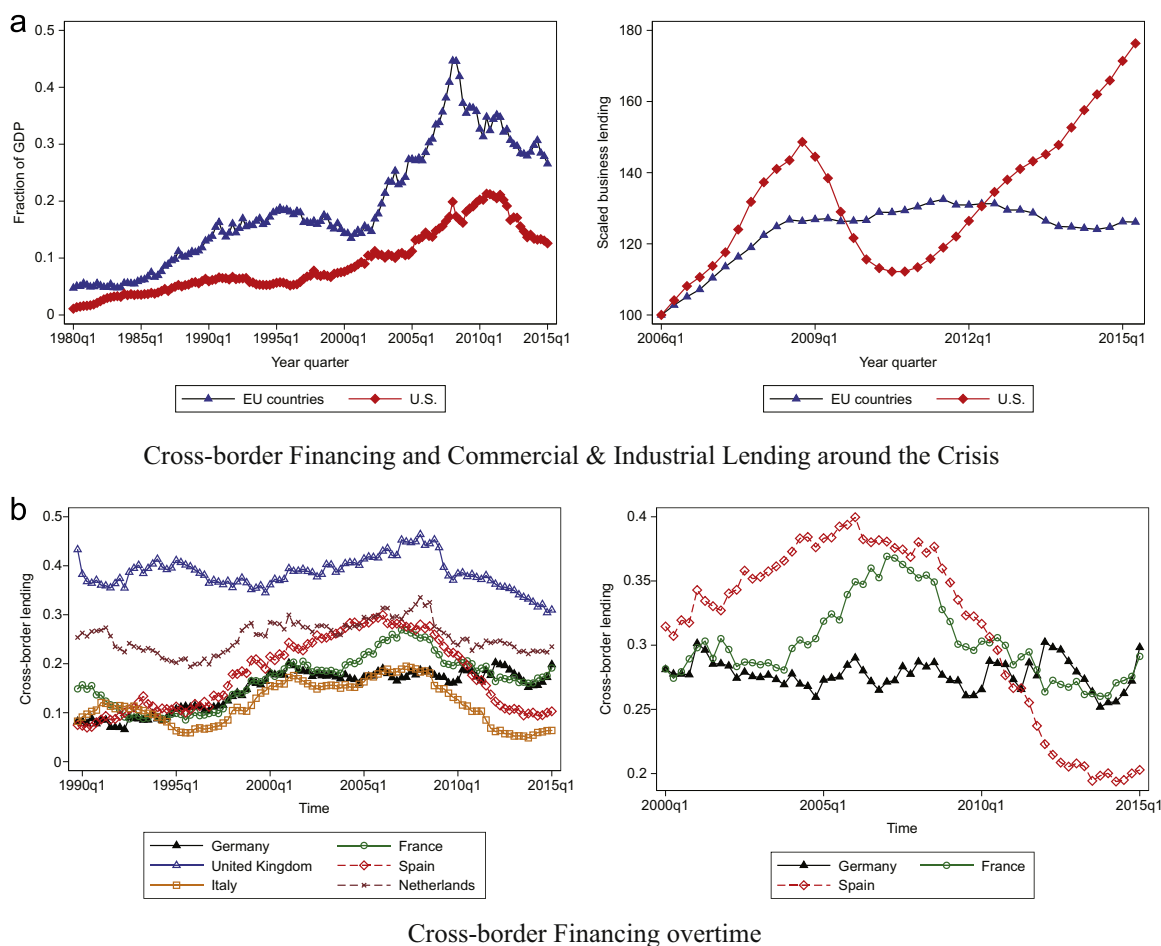 a
0.5
0.4
0.3
0.2
0.1
0
Fraction of GDP
1980q1 1985q1 1990q1 1995q1 2000q1 2005q1 2010q1 2015q1
Year quarter
EU countries U.S.
180
160
140
120
100
Scaled business lending
2006q1 2009q1 2012q1 2015q1
Year quarter
EU countries U.S.
Cross-border Financing and Commercial & Industrial Lending around the Crisis
b
0.5
0.4
0.3
0.2
0.1
0
Cross-border lending
1990q1 1995q1 2000q1 2005q1 2010q1 2015q1
Time
Germany France
United Kingdom Spain
Italy Netherlands
0.4
0.35
0.3
0.25
0.2
Cross-border lending
2000q1 2005q1 2010q1 2015q1
Time
Germany France
Spain
Cross-border Financing overtime